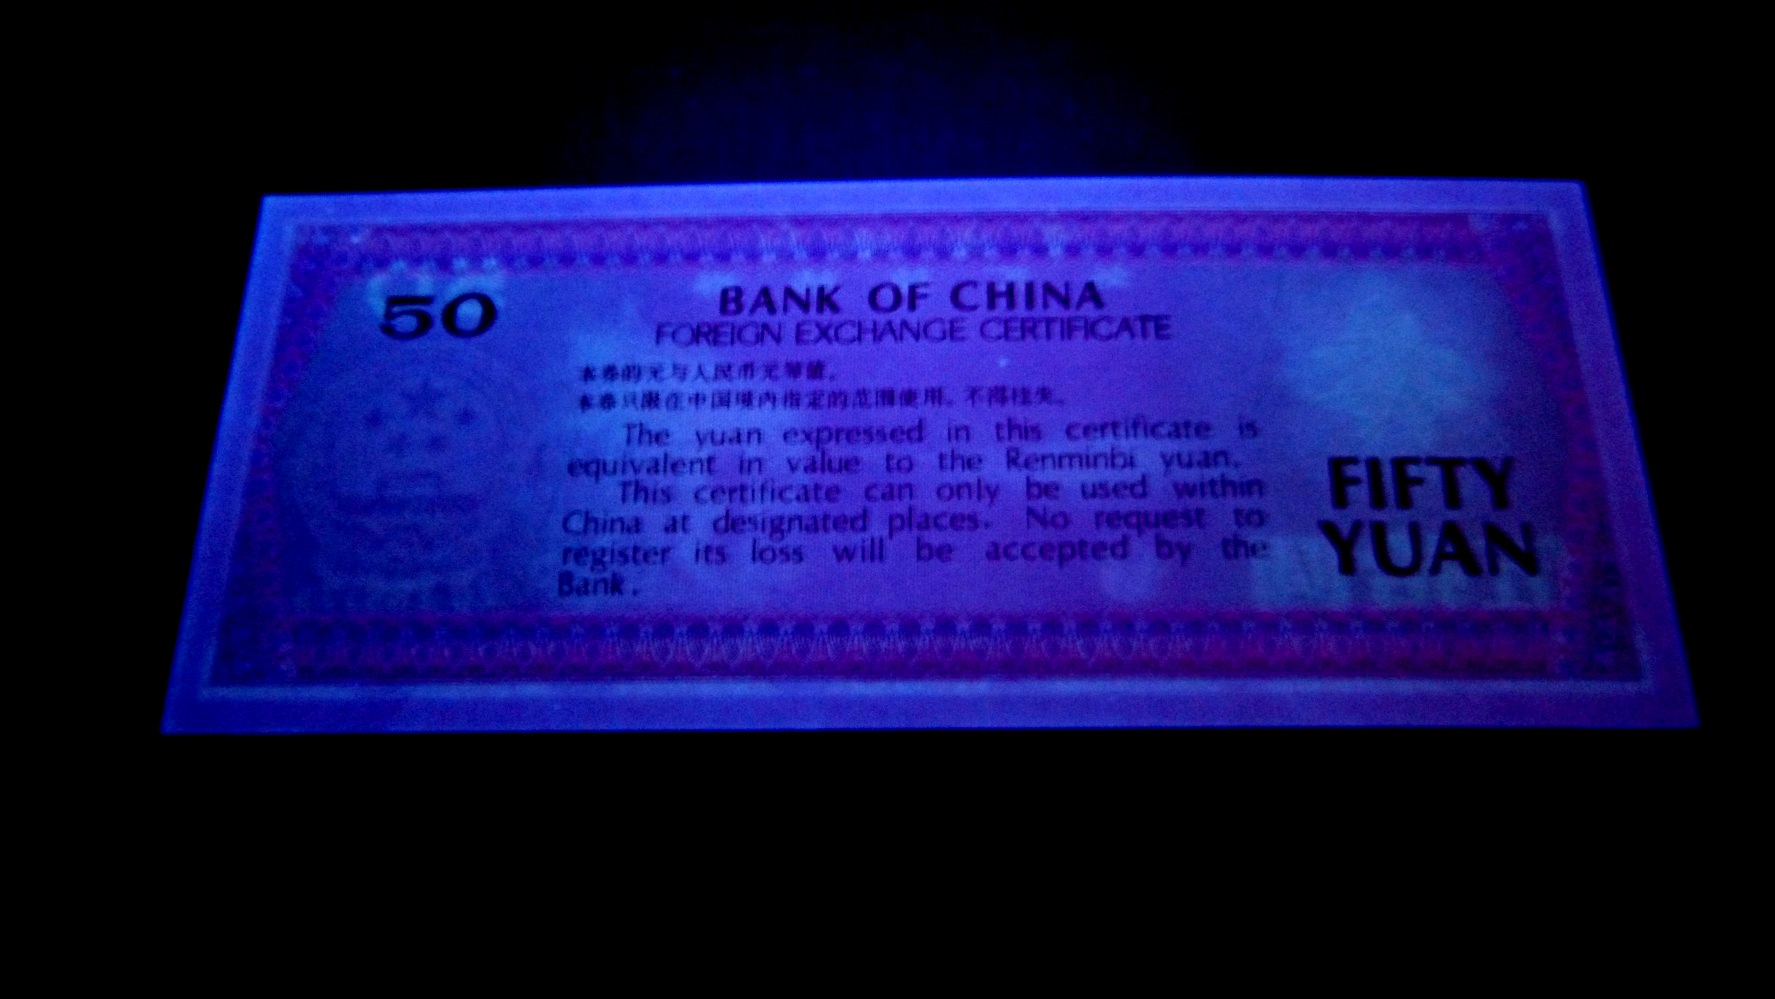 50
BANK OF CHINA
FOREIGN EXCHANGE CERTIFICATE
本券的元与人民币元等值。
本券只限在中国境内指定的范围使用。不得挂失。
The yuan expressed in this certificate is
equivalent in value to the Renminbi yuan.
This certificate can only be used within
China at designated places. No request to
register its loss will be accepted by the
Bank.
FIFTY
YUAN